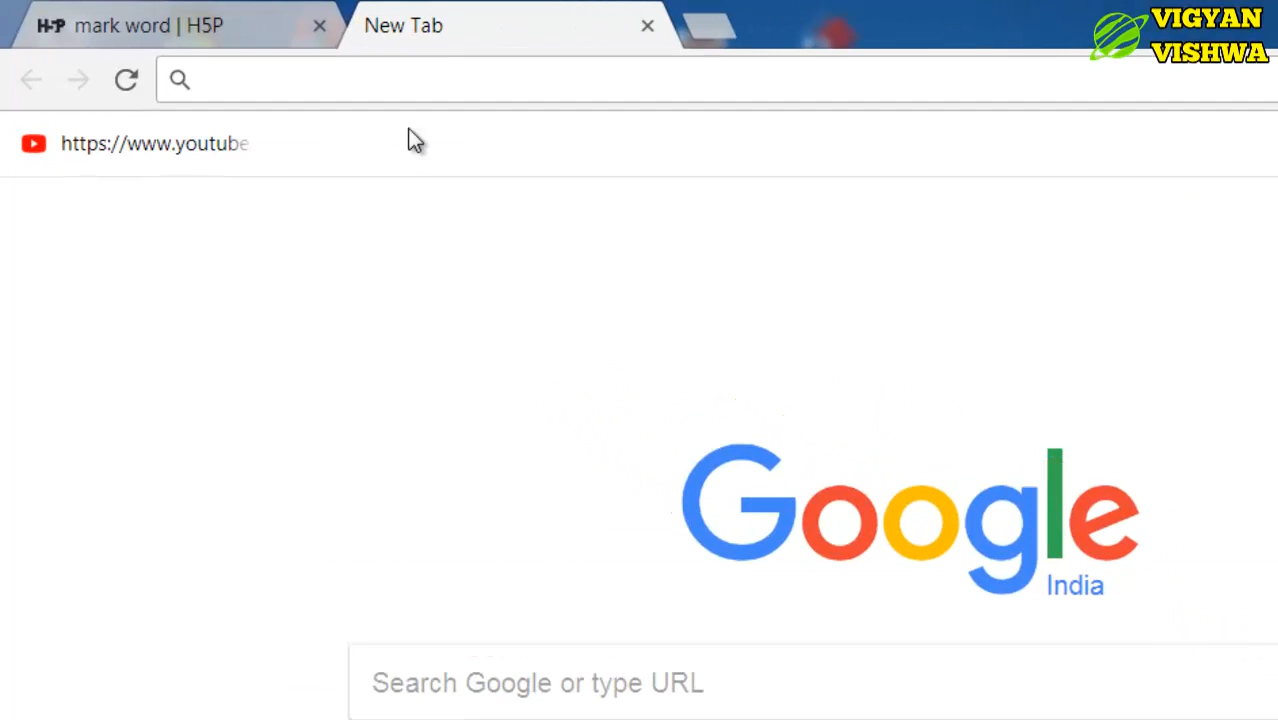 H-P mark word | H5P
New Tab
VIGYAN
VISHWA
https://www.youtube
Google
India
Search Google or type URL